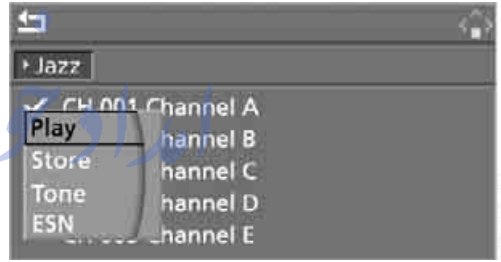 Jazz
CH 001 Channel A
Play
hannel B
Store
hannel C
Tone
hannel D
ESN
hannel E